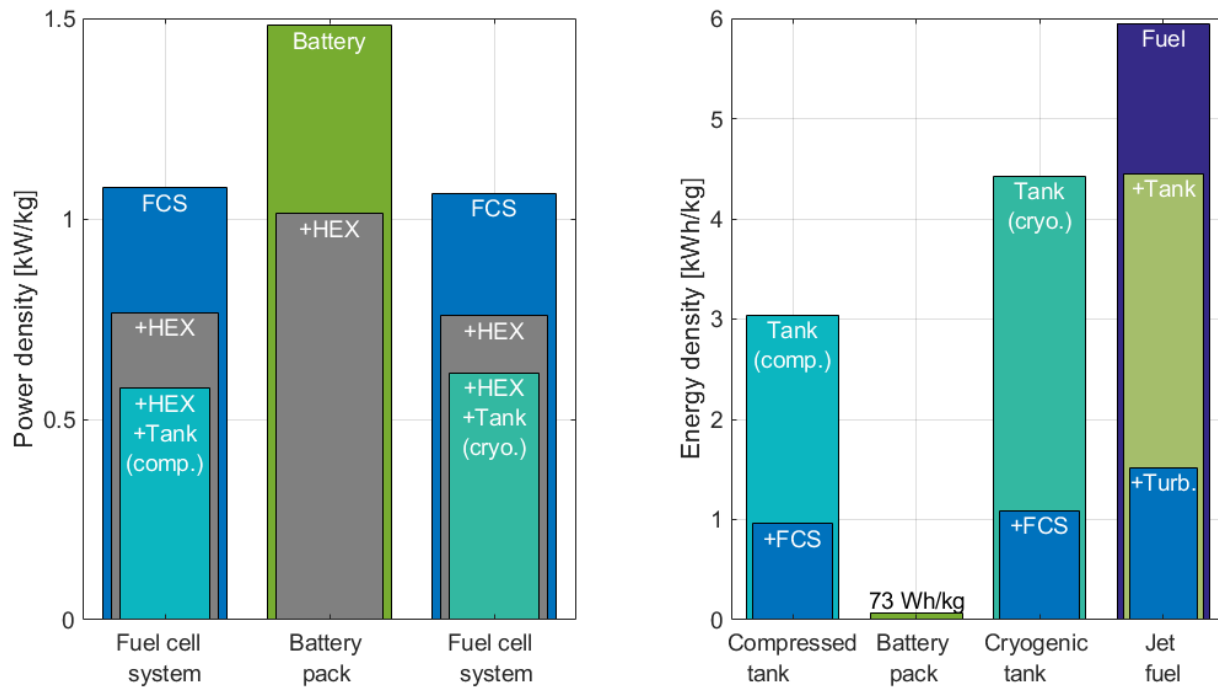 Power density [kW/kg]
1.5
1
0.5
0
FCS
+HEX
+HEX
+Tank
(comp.)
Battery
+HEX
FCS
+HEX
+HEX
+Tank
(cryo.)
Fuel cell
system
Battery
pack
Fuel cell
system
Energy density [kWh/kg]
6
5
4
3
2
1
0
Tank
(comp.)
+FCS
73 Wh/kg
Tank
(cryo.)
+FCS
Fuel
+Tank
+Turb.
Compressed
tank
Battery
pack
Cryogenic
tank
Jet
fuel